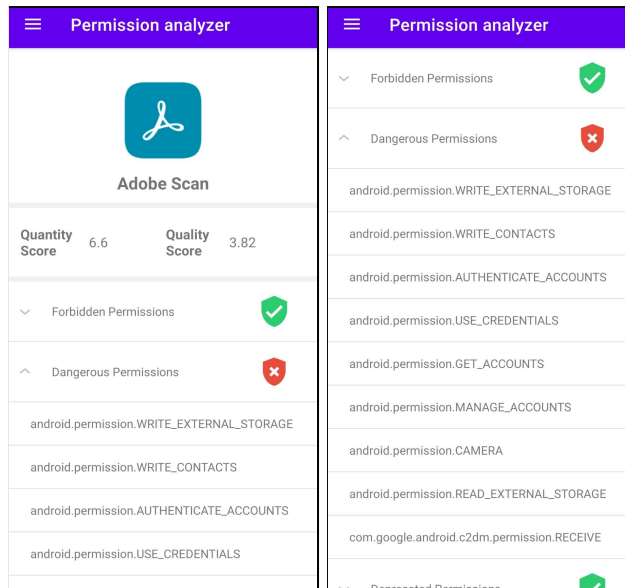 Permission analyzer
Adobe Scan
Quantity Score 6.6 Quality Score 3.82
Forbidden Permissions
Dangerous Permissions
android.permission.WRITE_EXTERNAL_STORAGE
android.permission.WRITE_CONTACTS
android.permission.AUTHENTICATE_ACCOUNTS
android.permission.USE_CREDENTIALS
Permission analyzer
Forbidden Permissions
Dangerous Permissions
android.permission.WRITE_EXTERNAL_STORAGE
android.permission.WRITE_CONTACTS
android.permission.AUTHENTICATE_ACCOUNTS
android.permission.USE_CREDENTIALS
android.permission.GET_ACCOUNTS
android.permission.MANAGE_ACCOUNTS
android.permission.CAMERA
android.permission.READ_EXTERNAL_STORAGE
com.google.android.c2dm.permission.RECEIVE
Deprecated Permissions